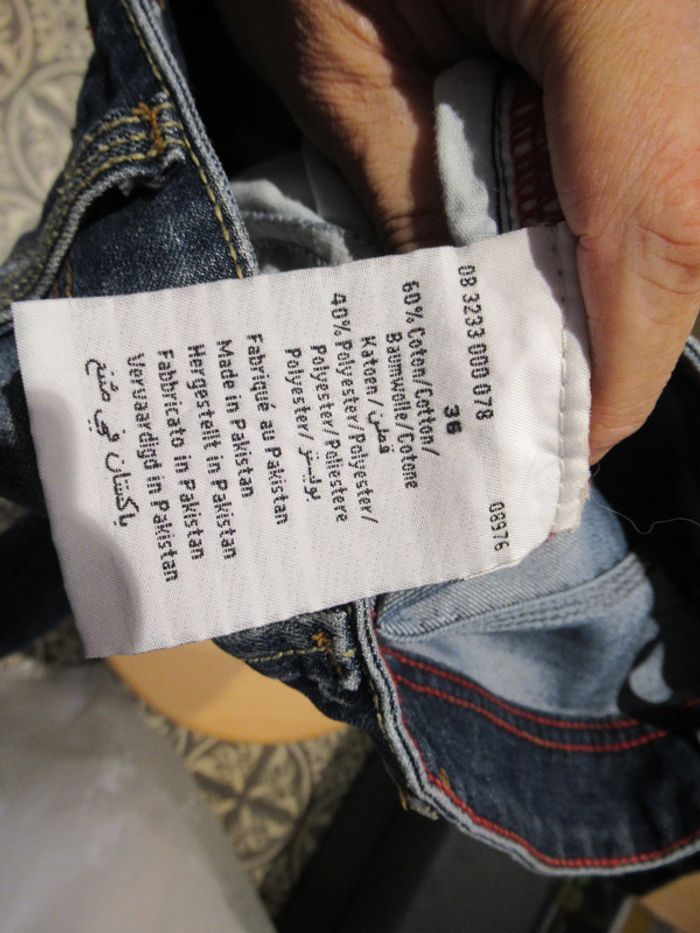 08 3233 000 078
08976
36
60% Coton/Cotton/
Baumwolle/Cotone
Katoen/ قطن
40% Polyester/Polyester/
Polyester/Poliestere
Polyester/ بوليستر
Fabriqué au Pakistan
Made in Pakistan
Hergestellt in Pakistan
Fabbricato in Pakistan
Vervaardigd in Pakistan
باكستان في صنع